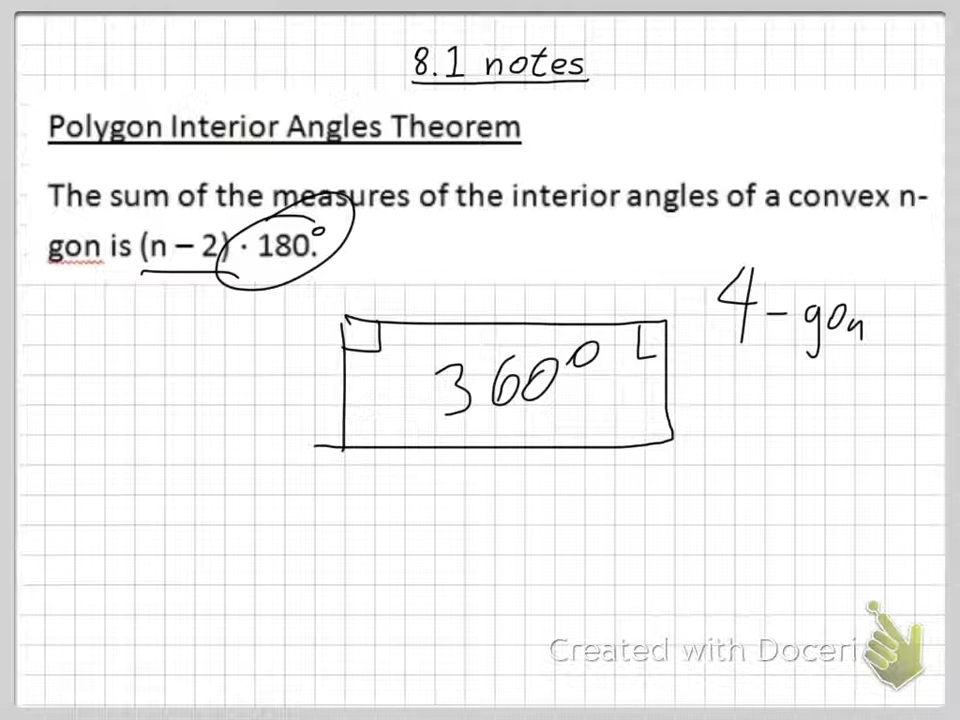 8.1 notes
Polygon Interior Angles Theorem
The sum of the measures of the interior angles of a convex n-
gon is (n – 2) · 180.°
4 - gon
360°
Created with Doceri